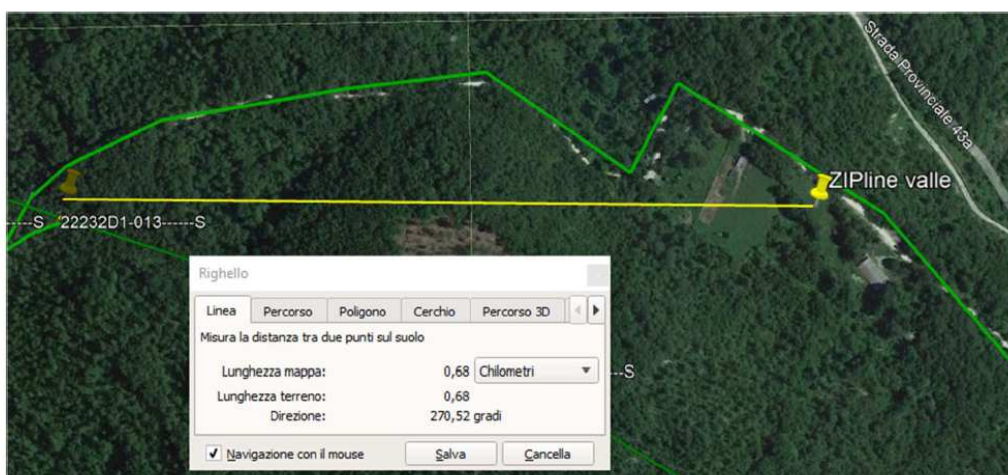 Strada Provinciale 43a
ZIPline valle
-----S '22232D1-013------S
Righello
Linea Percorso Poligono Cerchio Percorso 3D
Misura la distanza tra due punti sul suolo
Lunghezza mappa: 0,68 Chilometri
---S
Lunghezza terreno: 0,68
Direzione: 270,52 gradi
Navigazione con il mouse Salva Cancella